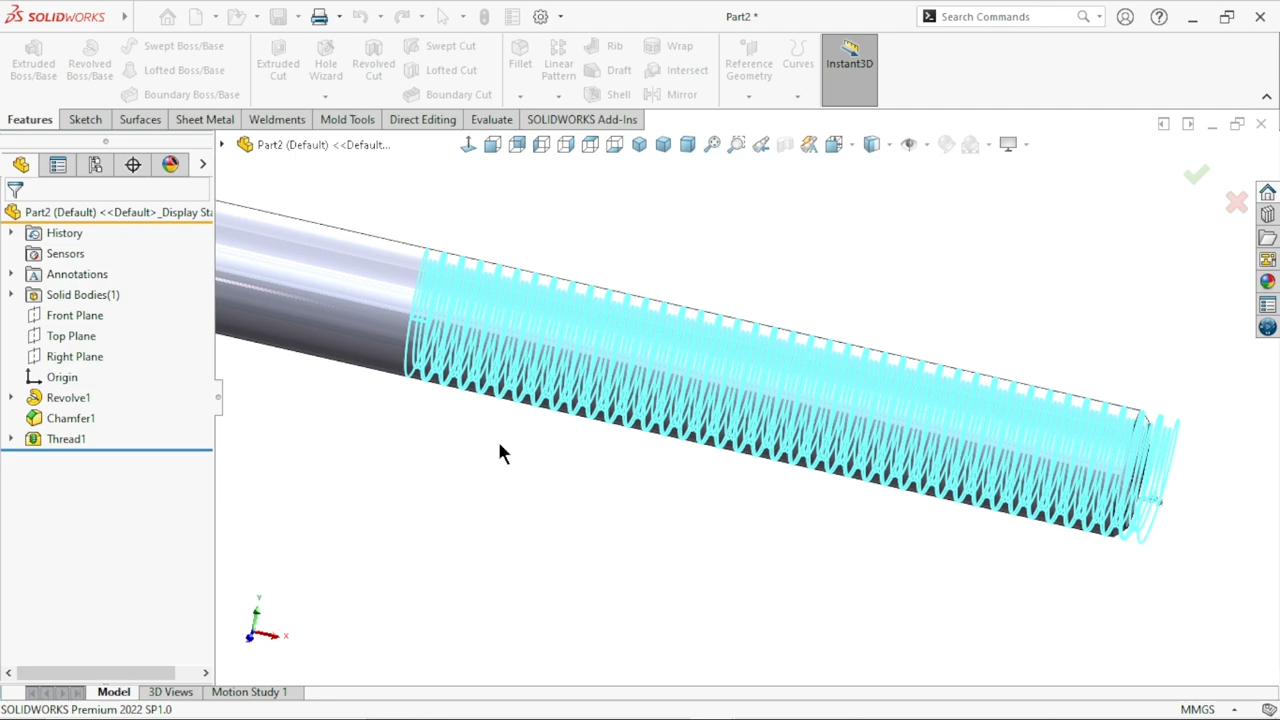 SOLIDWORKS
Part2 *
Search Commands
Extruded Boss/Base
Revolved Boss/Base
Swept Boss/Base
Lofted Boss/Base
Boundary Boss/Base
Extruded Cut
Hole Wizard
Revolved Cut
Swept Cut
Lofted Cut
Boundary Cut
Fillet
Linear Pattern
Rib
Draft
Shell
Wrap
Intersect
Mirror
Reference Geometry
Curves
Instant3D
Features
Sketch
Surfaces
Sheet Metal
Weldments
Mold Tools
Direct Editing
Evaluate
SOLIDWORKS Add-Ins
Part2 (Default) <<Default...
Part2 (Default) <<Default>_Display Sta
History
Sensors
Annotations
Solid Bodies(1)
Front Plane
Top Plane
Right Plane
Origin
Revolve1
Chamfer1
Thread1
Y
X
Model
3D Views
Motion Study 1
SOLIDWORKS Premium 2022 SP1.0
MMGS